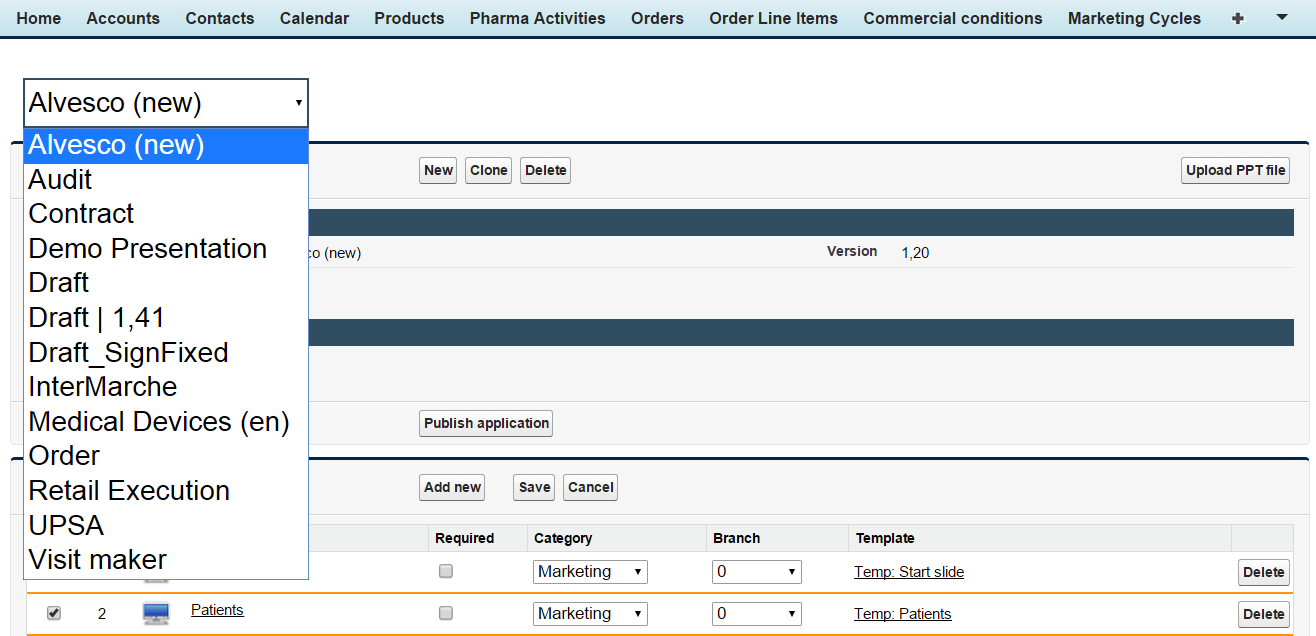 Home Accounts Contacts Calendar Products Pharma Activities Orders Order Line Items Commercial conditions Marketing Cycles
Alvesco (new)
Alvesco (new)
Audit
Contract
Demo Presentation
Draft
Draft | 1,41
Draft_SignFixed
InterMarche
Medical Devices (en)
Order
Retail Execution
UPSA
Visit maker
New Clone Delete Upload PPT file
co (new) Version 1,20
Publish application
Add new Save Cancel
Required Category Branch Template
Marketing 0 Temp: Start slide Delete
2 Patients Marketing 0 Temp: Patients Delete